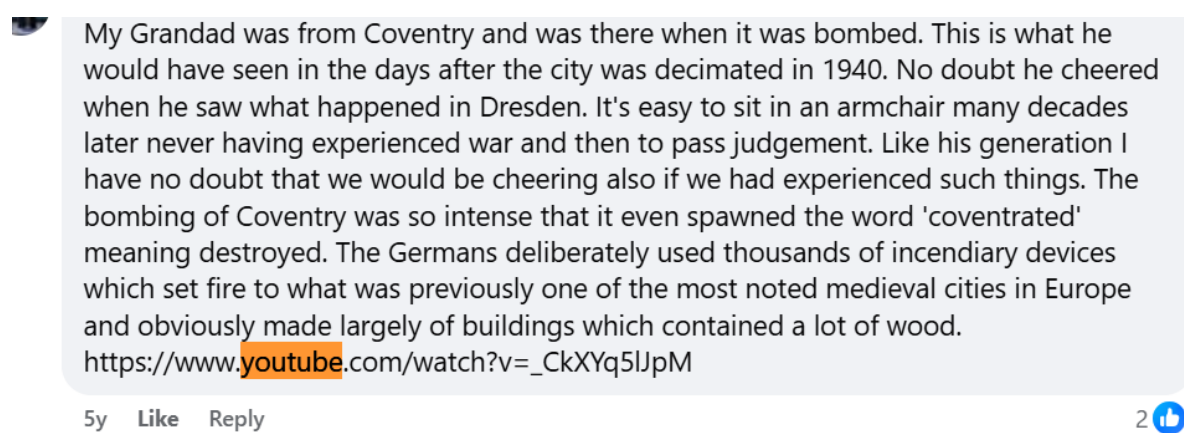 My Grandad was from Coventry and was there when it was bombed. This is what he
would have seen in the days after the city was decimated in 1940. No doubt he cheered
when he saw what happened in Dresden. It's easy to sit in an armchair many decades
later never having experienced war and then to pass judgement. Like his generation I
have no doubt that we would be cheering also if we had experienced such things. The
bombing of Coventry was so intense that it even spawned the word 'coventrated'
meaning destroyed. The Germans deliberately used thousands of incendiary devices
which set fire to what was previously one of the most noted medieval cities in Europe
and obviously made largely of buildings which contained a lot of wood.
https://www.youtube.com/watch?v=_CkXYq5lJpM
5y Like Reply 2